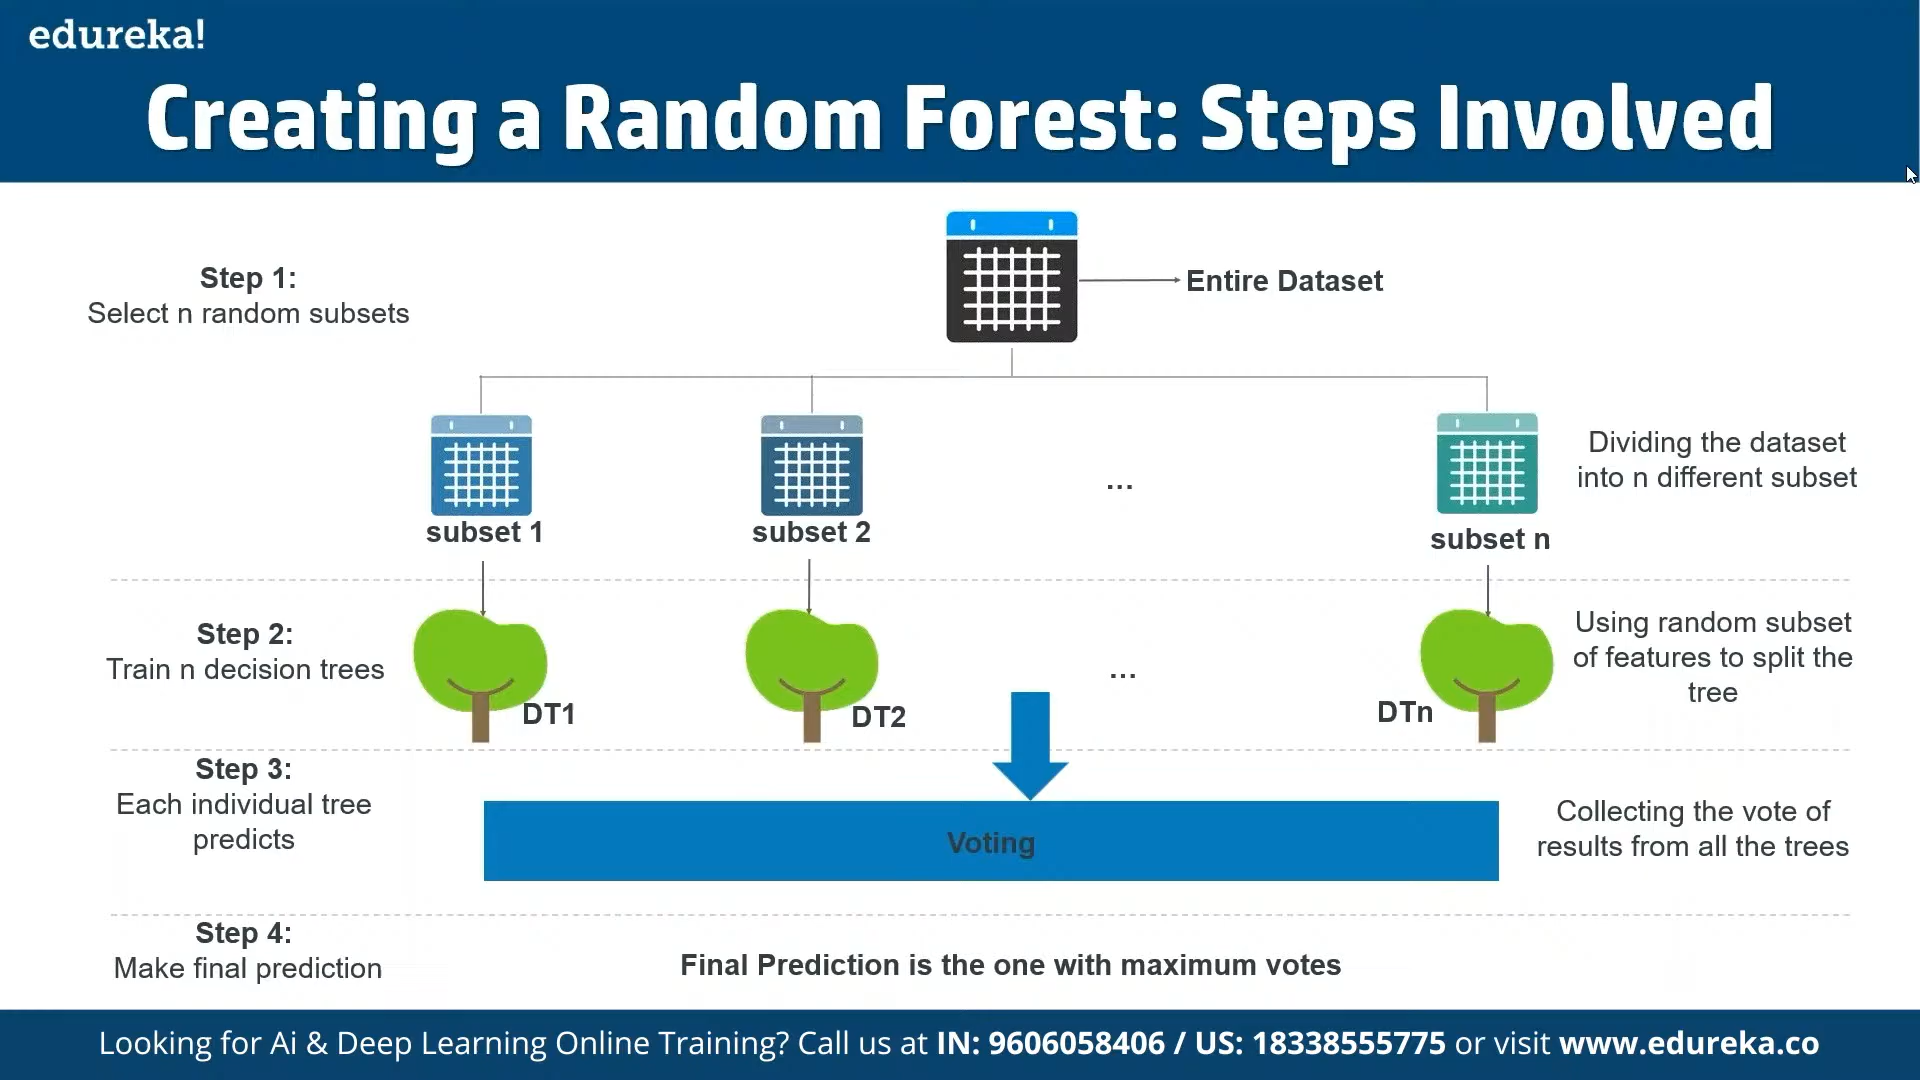 edureka!
Creating a Random Forest: Steps Involved
Step 1:
Select n random subsets
Entire Dataset
subset 1
subset 2
...
subset n
Dividing the dataset
into n different subset
Step 2:
Train n decision trees
DT1
DT2
...
DTn
Using random subset
of features to split the
tree
Step 3:
Each individual tree
predicts
Voting
Collecting the vote of
results from all the trees
Step 4:
Make final prediction
Final Prediction is the one with maximum votes
Looking for Ai & Deep Learning Online Training? Call us at IN: 9606058406 / US: 18338555775 or visit www.edureka.co